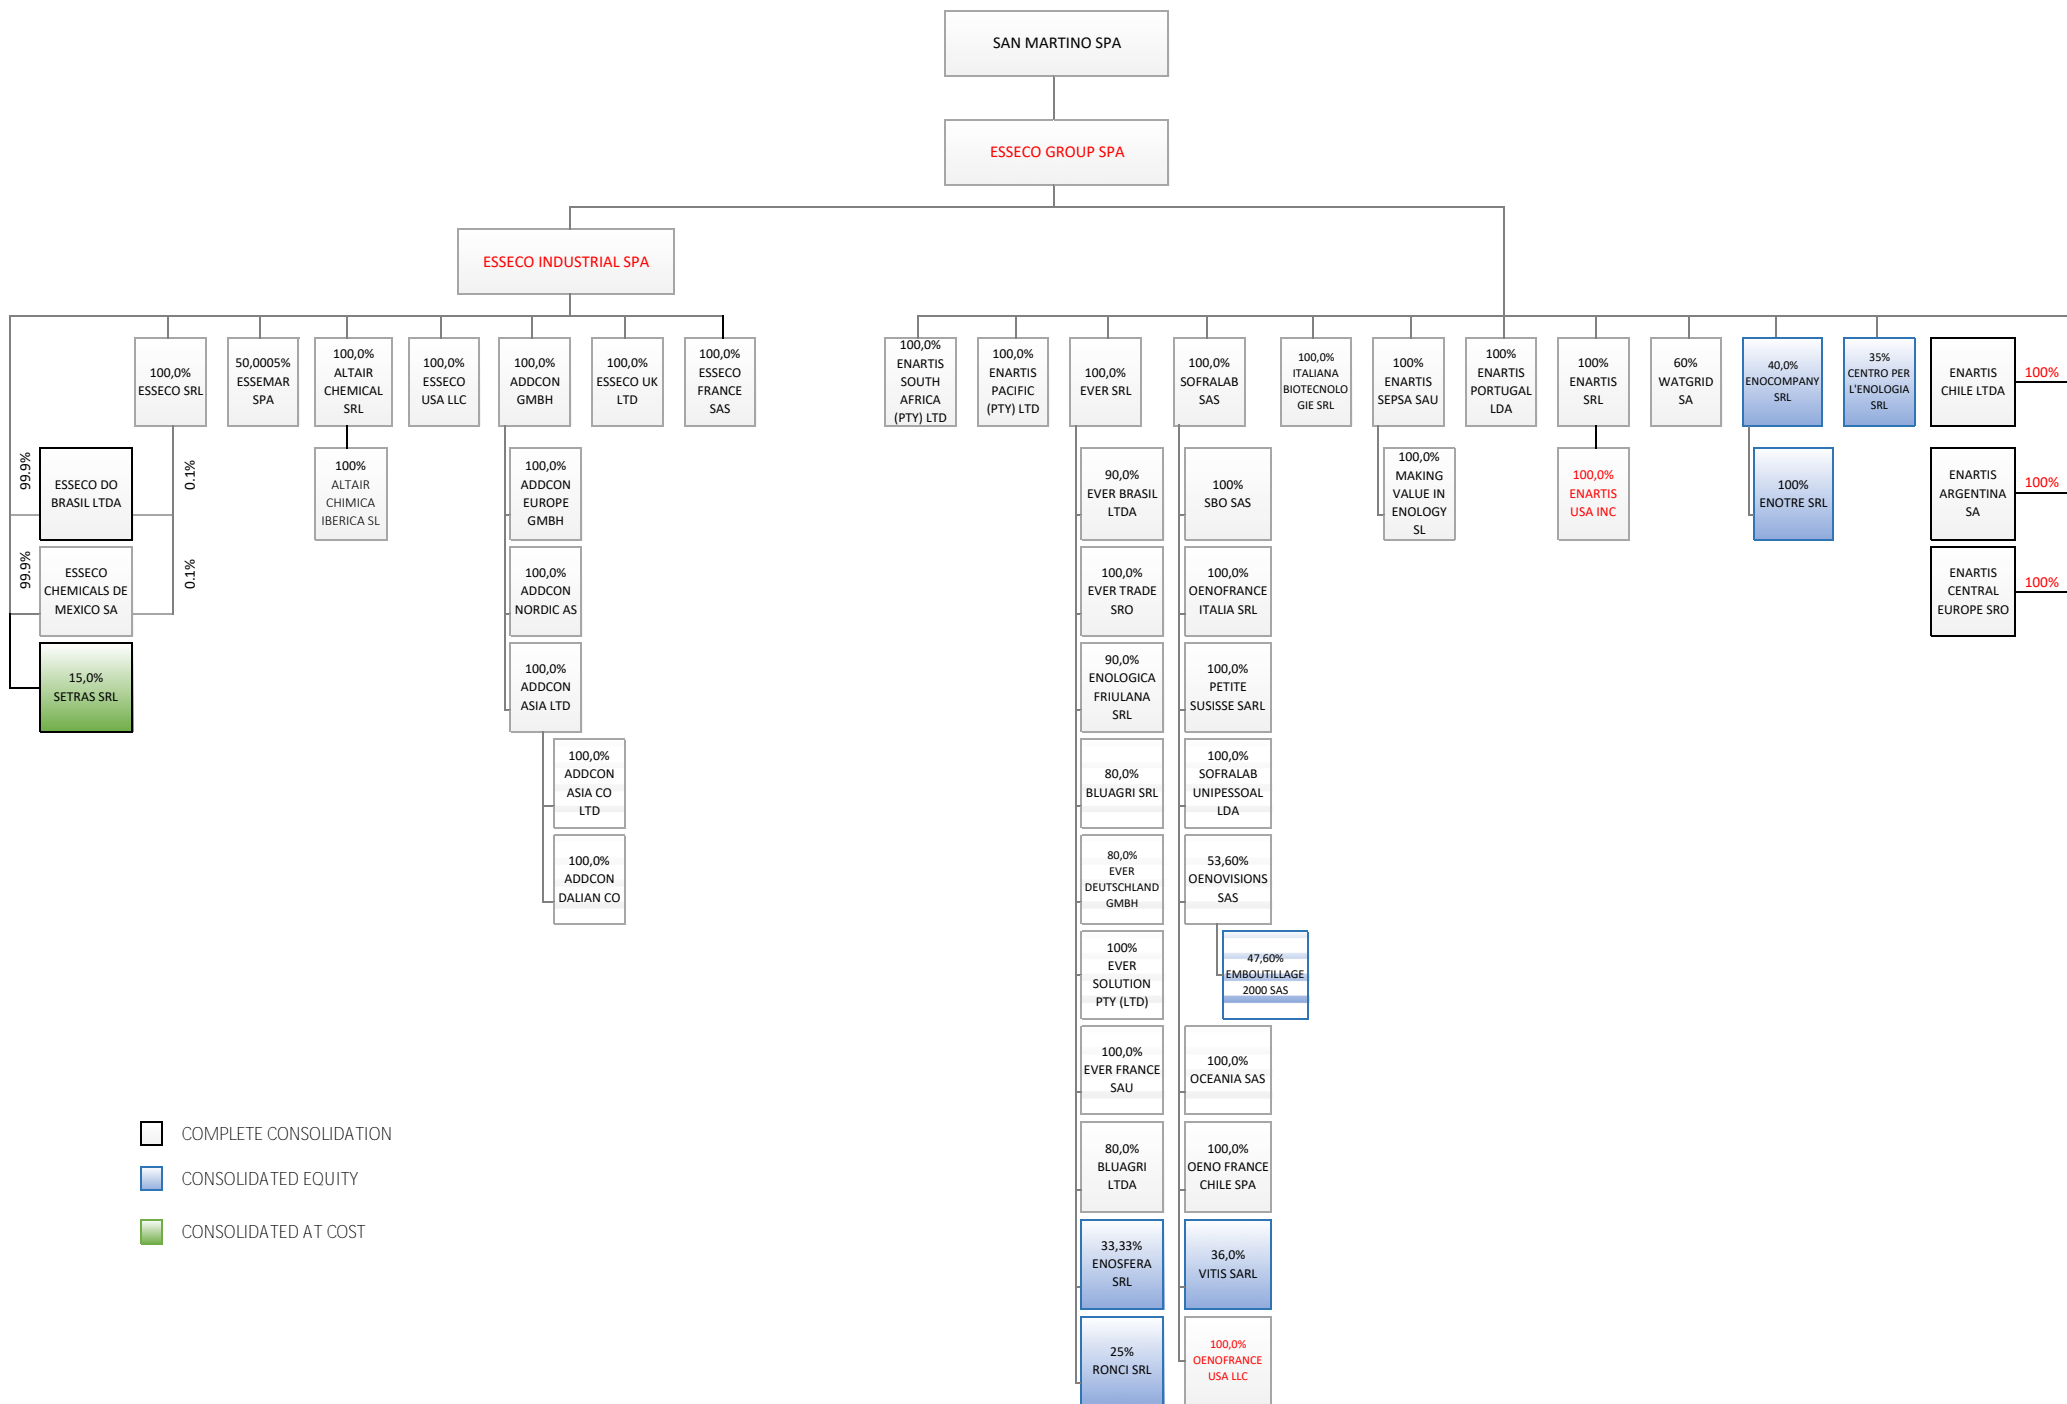 SAN MARTINO SPA
ESSECO GROUP SPA
ESSECO INDUSTRIAL SPA
100,0%
ESSECO SRL
50,0005%
ESSEMAR
SPA
100,0%
ALTAIR
CHEMICAL
SRL
100,0%
ESSECO
USA LLC
100,0%
ADDCON
GMBH
100,0%
ESSECO UK
LTD
100,0%
ESSECO
FRANCE
SAS
100,0%
ENARTIS
SOUTH
AFRICA
(PTY) LTD
100,0%
ENARTIS
PACIFIC
(PTY) LTD
100,0%
EVER SRL
100,0%
SOFRALAB
SAS
100,0%
ITALIANA
BIOTECNOLO
GIE SRL
100%
ENARTIS
SEPSA SAU
100%
ENARTIS
PORTUGAL
LDA
100%
ENARTIS
SRL
60%
WATGRID
SA
40,0%
ENOCOMPANY
SRL
35%
CENTRO PER
L'ENOLOGIA
SRL
ENARTIS
CHILE LTDA
100%
99.9%
ESSECO DO
BRASIL LTDA
0.1%
100%
ALTAIR
CHIMICA
IBERICA SL
100,0%
ADDCON
EUROPE
GMBH
90,0%
EVER BRASIL
LTDA
100%
SBO SAS
100,0%
MAKING
VALUE IN
ENOLOGY
SL
100,0%
ENARTIS
USA INC
100%
ENOTRE SRL
ENARTIS
ARGENTINA
SA
100%
99.9%
ESSECO
CHEMICALS DE
MEXICO SA
0.1%
100,0%
ADDCON
NORDIC AS
100,0%
EVER TRADE
SRO
100,0%
OENOFRANCE
ITALIA SRL
ENARTIS
CENTRAL
EUROPE SRO
100%
15,0%
SETRAS SRL
100,0%
ADDCON
ASIA LTD
90,0%
ENOLOGICA
FRIULANA
SRL
100,0%
PETITE
SUSISSE SARL
100,0%
ADDCON
ASIA CO
LTD
80,0%
BLUAGRI SRL
100,0%
SOFRALAB
UNIPESSOAL
LDA
100,0%
ADDCON
DALIAN CO
80,0%
EVER
DEUTSCHLAND
GMBH
53,60%
OENOVISIONS
SAS
100%
EVER
SOLUTION
PTY (LTD)
47,60%
EMBOUTILLAGE
2000 SAS
100,0%
EVER FRANCE
SAU
100,0%
OCEANIA SAS
80,0%
BLUAGRI
LTDA
100,0%
OENO FRANCE
CHILE SPA
33,33%
ENOSFERA
SRL
36,0%
VITIS SARL
25%
RONCI SRL
100,0%
OENOFRANCE
USA LLC
COMPLETE CONSOLIDATION
CONSOLIDATED EQUITY
CONSOLIDATED AT COST